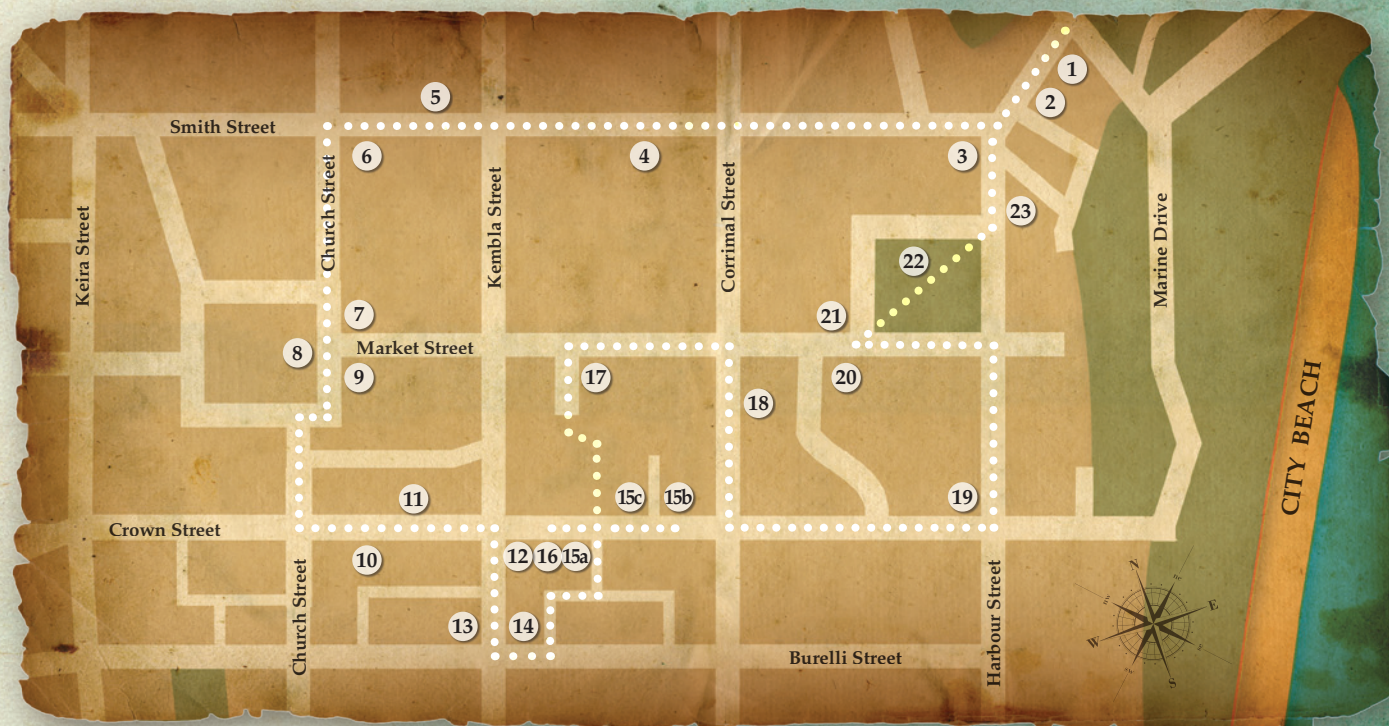 1
2
5
Smith Street
6
4
3
Church Street
Kembla Street
Corrimal Street
Keira Street
23
Marine Drive
22
7
21
8
Market Street
9
17
20
18
CITY BEACH
11
15c
15b
19
Crown Street
10
12
16
15a
N
E
W
S
Church Street
13
14
Harbour Street
Burelli Street